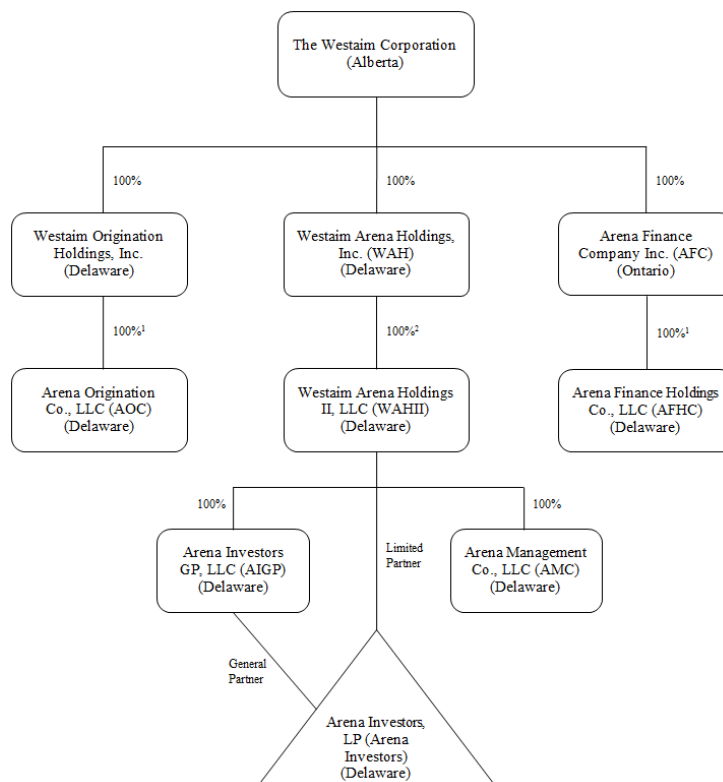 The Westaim Corporation
(Alberta)
100%
100%
100%
Westaim Origination
Holdings, Inc.
(Delaware)
Westaim Arena Holdings,
Inc. (WAH)
(Delaware)
Arena Finance
Company Inc. (AFC)
(Ontario)
100%¹
100%²
100%¹
Arena Origination
Co., LLC (AOC)
(Delaware)
Westaim Arena Holdings
II, LLC (WAHII)
(Delaware)
Arena Finance Holdings
Co., LLC (AFHC)
(Delaware)
100%
100%
Arena Investors
GP, LLC (AIGP)
(Delaware)
Limited
Partner
Arena Management
Co., LLC (AMC)
(Delaware)
General
Partner
Arena Investors,
LP (Arena
Investors)
(Delaware)